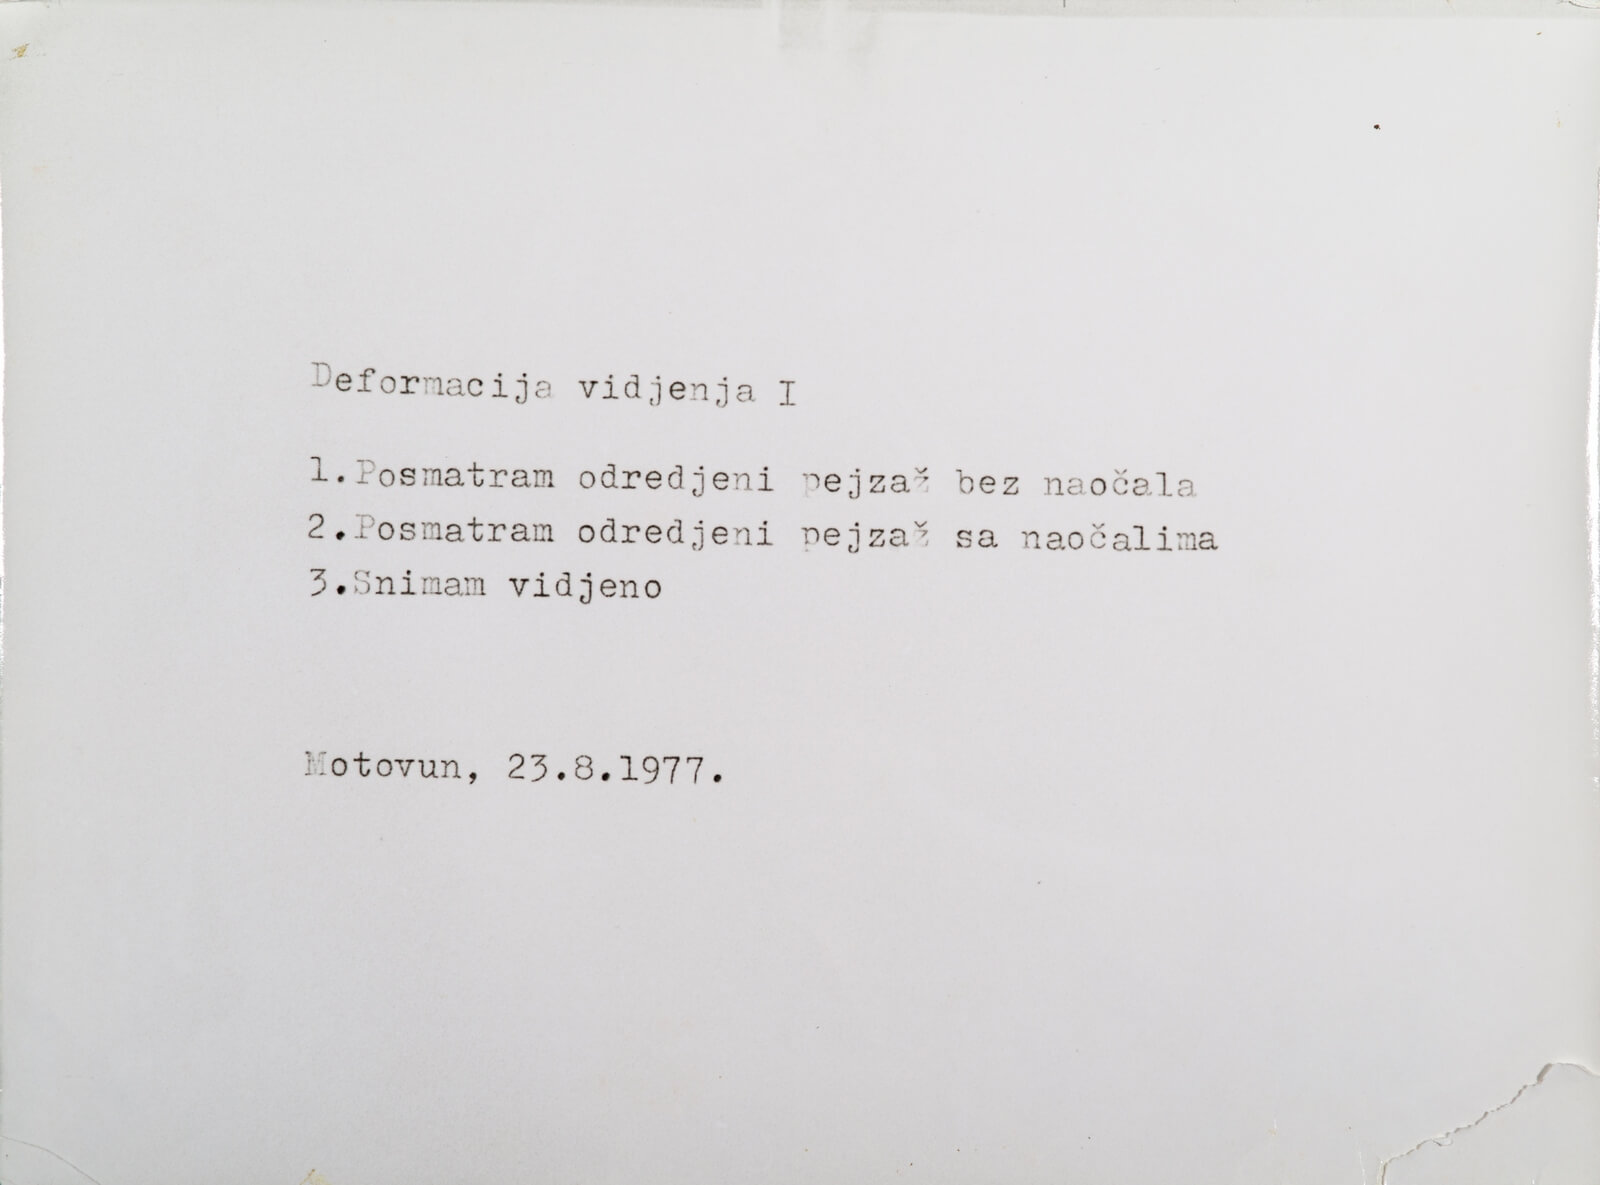 Deformacija vidjenja I
1.Posmatram odredjeni pejzaž bez naočala
2.Posmatram odredjeni pejzaž sa naočalima
3.Snimam vidjeno
Motovun, 23.8.1977.